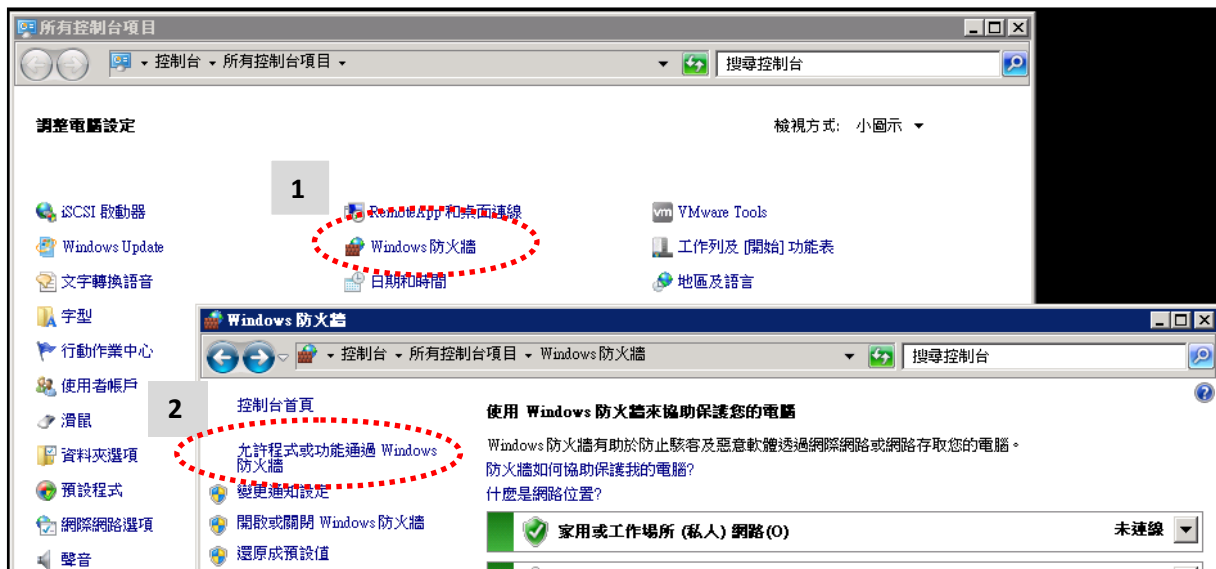 所有控制台項目
控制台 所有控制台項目
搜尋控制台
調整電腦設定
檢視方式: 小圖示
1
iSCSI 啟動器
RemoteApp 和桌面連線
vm VMware Tools
Windows Update
Windows 防火牆
工作列及 [開始] 功能表
文字轉換語音
日期和時間
地區及語言
字型
行動作業中心
使用者帳戶
滑鼠
資料夾選項
預設程式
網際網路選項
聲音
Windows 防火牆
控制台 所有控制台項目 Windows 防火牆
搜尋控制台
2
控制台首頁
允許程式或功能通過 Windows
防火牆
變更通知設定
開啟或關閉 Windows 防火牆
還原成預設值
使用 Windows 防火牆來協助保護您的電腦
Windows 防火牆有助於防止駭客及惡意軟體透過網際網路或網路存取您的電腦。
防火牆如何協助保護我的電腦?
什麼是網路位置?
家用或工作場所 (私人) 網路(O)
未連線